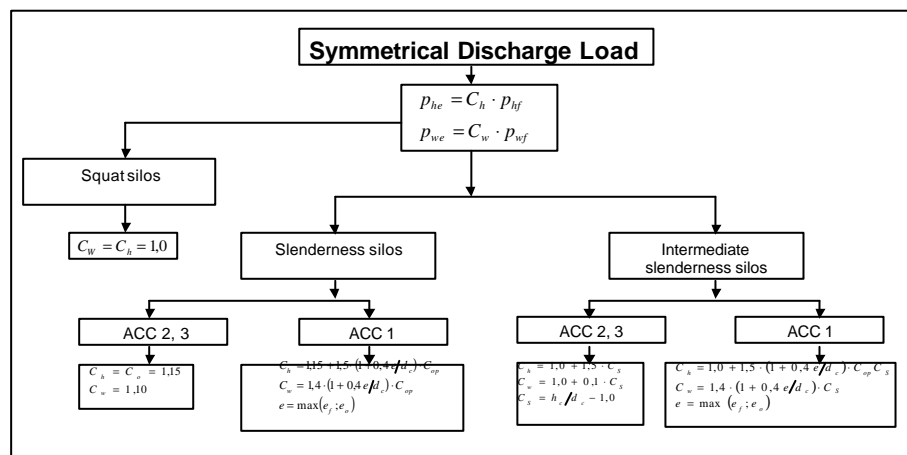 Symmetrical Discharge Load
p_he = C_h · p_hf
p_we = C_w · p_wf
Squat silos
C_W = C_h = 1,0
Slenderness silos
Intermediate
slenderness silos
ACC 2, 3
ACC 1
ACC 2, 3
ACC 1
C_h = C_o = 1,15
C_w = 1,10
C_h = 1,15 + 1,5 · (1 + 0,4 e/d_c) · C_op
C_w = 1,4 · (1 + 0,4 e/d_c) · C_op
e = max(e_f ; e_o)
C_h = 1,0 + 1,5 · C_S
C_w = 1,0 + 0,1 · C_S
C_S = h_c/d_c − 1,0
C_h = 1,0 + 1,5 · (1 + 0,4 e/d_c) · C_op C_S
C_w = 1,4 · (1 + 0,4 e/d_c) · C_S
e = max (e_f ; e_o)